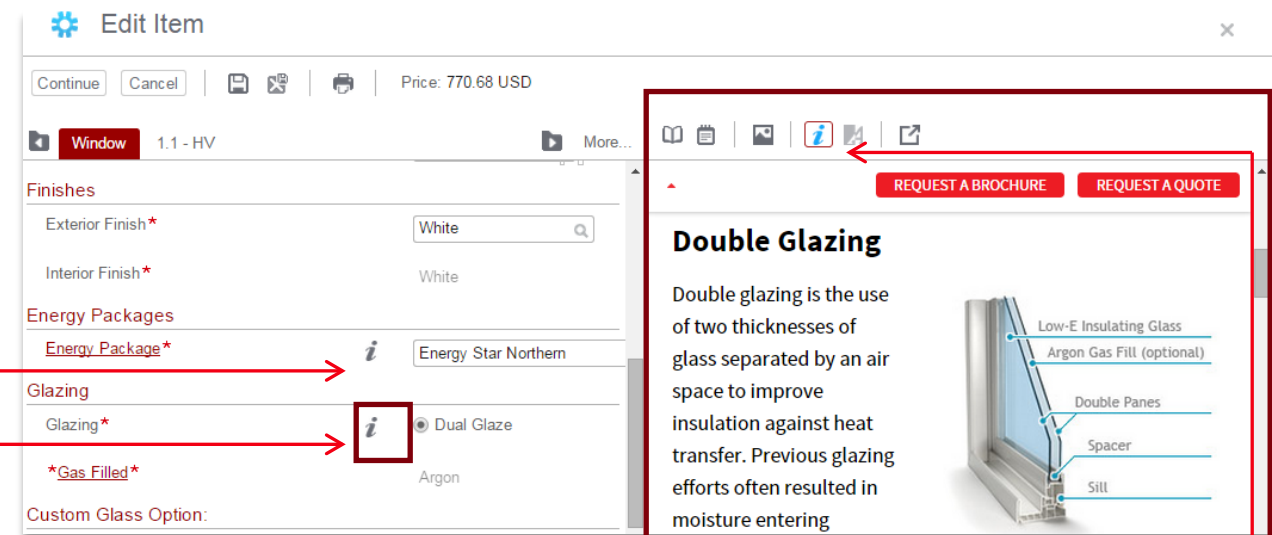 Edit Item
Continue Cancel Price: 770.68 USD
Window 1.1 - HV More...
Finishes
Exterior Finish* White
Interior Finish* White
Energy Packages
Energy Package* i Energy Star Northern
Glazing
Glazing* i Dual Glaze
*Gas Filled* Argon
Custom Glass Option:
i A
REQUEST A BROCHURE REQUEST A QUOTE
Double Glazing
Double glazing is the use
of two thicknesses of
glass separated by an air
space to improve
insulation against heat
transfer. Previous glazing
efforts often resulted in
moisture entering
Low-E Insulating Glass
Argon Gas Fill (optional)
Double Panes
Spacer
Sill